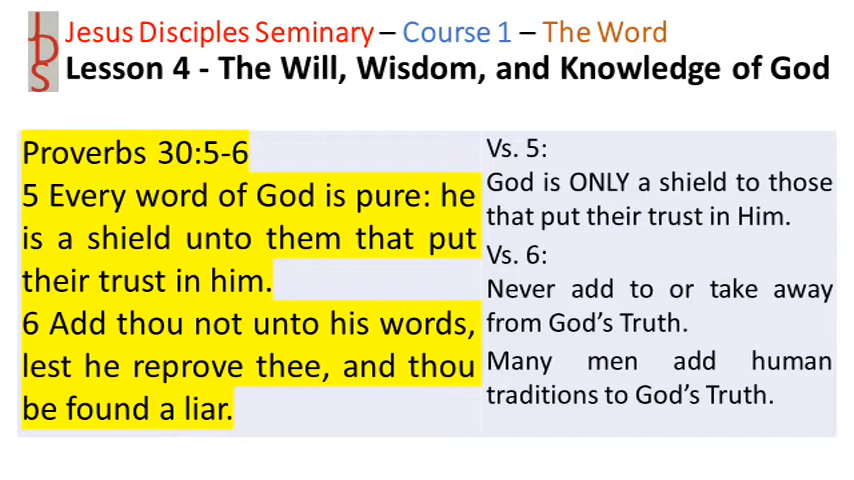 JDS
Jesus Disciples Seminary – Course 1 – The Word
Lesson 4 - The Will, Wisdom, and Knowledge of God
Proverbs 30:5-6
5 Every word of God is pure: he
is a shield unto them that put
their trust in him.
6 Add thou not unto his words,
lest he reprove thee, and thou
be found a liar.
Vs. 5:
God is ONLY a shield to those
that put their trust in Him.
Vs. 6:
Never add to or take away
from God’s Truth.
Many men add human
traditions to God’s Truth.